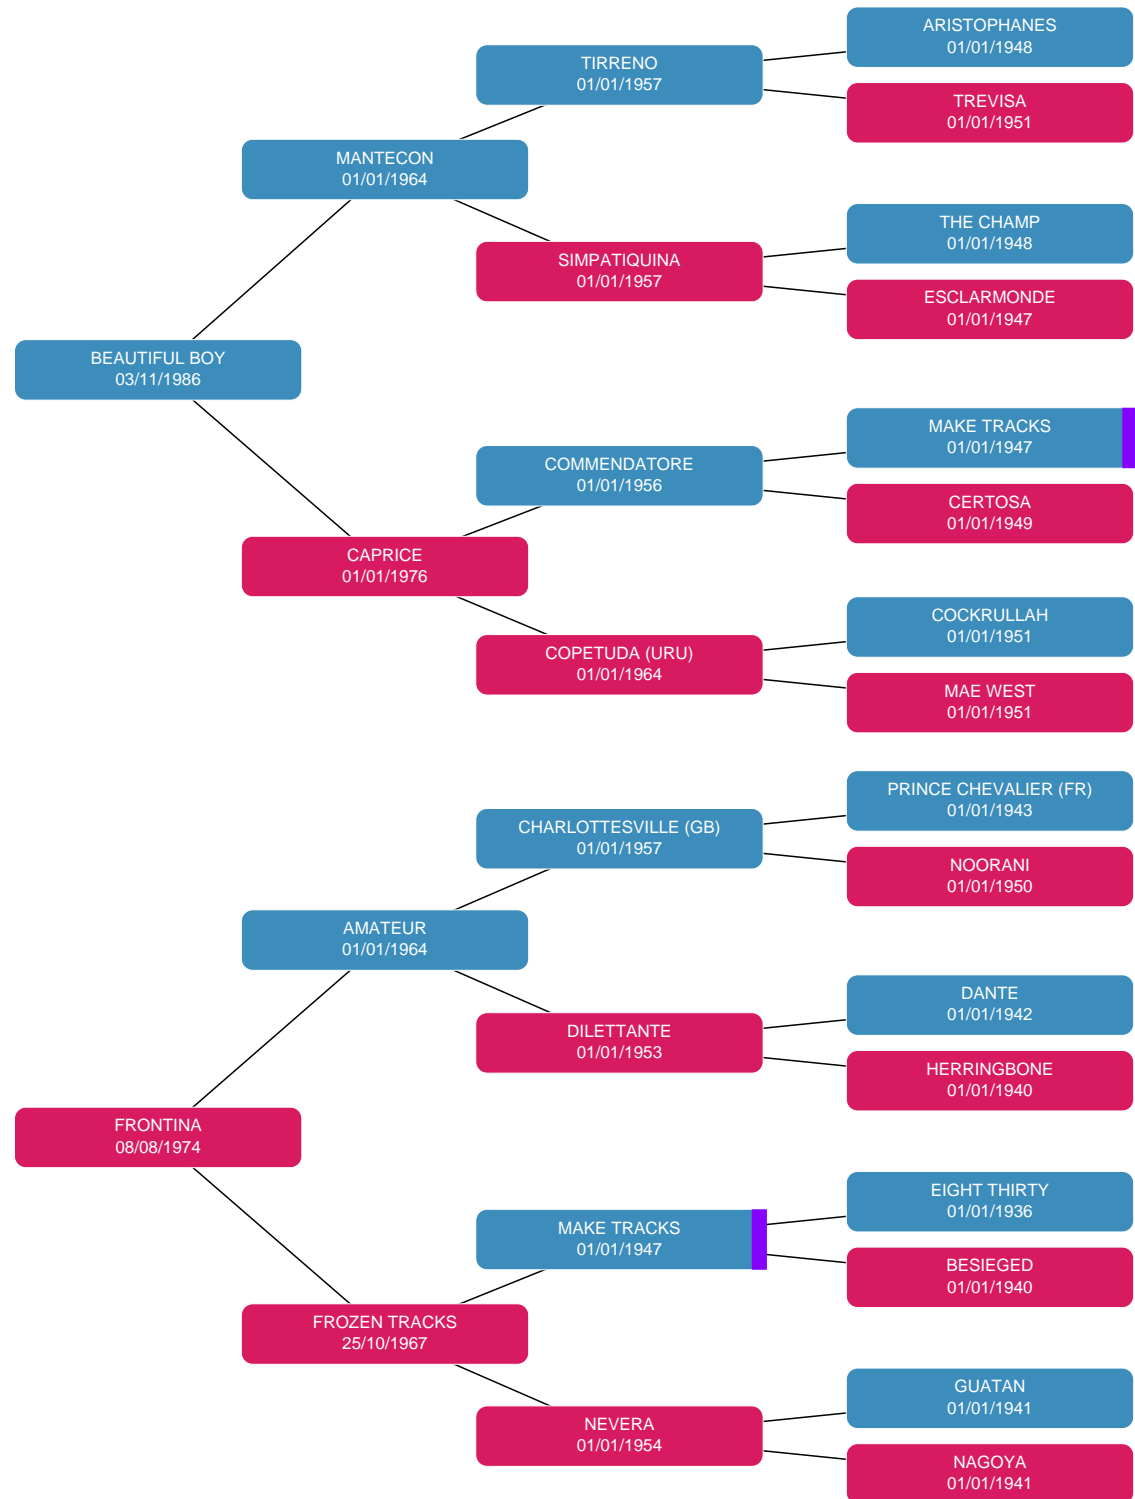 ARISTOPHANES
01/01/1948
TIRRENO
01/01/1957
TREVISA
01/01/1951
MANTECON
01/01/1964
THE CHAMP
01/01/1948
SIMPATIQUINA
01/01/1957
ESCLARMONDE
01/01/1947
BEAUTIFUL BOY
03/11/1986
MAKE TRACKS
01/01/1947
COMMENDATORE
01/01/1956
CERTOSA
01/01/1949
CAPRICE
01/01/1976
COCKRULLAH
01/01/1951
COPETUDA (URU)
01/01/1964
MAE WEST
01/01/1951
PRINCE CHEVALIER (FR)
01/01/1943
CHARLOTTESVILLE (GB)
01/01/1957
NOORANI
01/01/1950
AMATEUR
01/01/1964
DANTE
01/01/1942
DILETTANTE
01/01/1953
HERRINGBONE
01/01/1940
FRONTINA
08/08/1974
EIGHT THIRTY
01/01/1936
MAKE TRACKS
01/01/1947
BESIEGED
01/01/1940
FROZEN TRACKS
25/10/1967
GUATAN
01/01/1941
NEVERA
01/01/1954
NAGOYA
01/01/1941